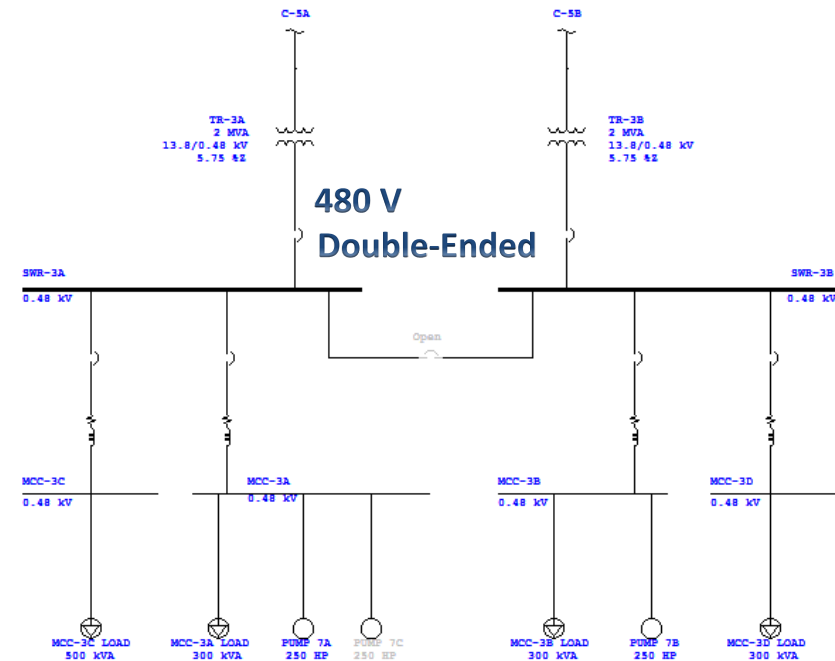 C-5A
C-5B
TR-3A
2 MVA
13.8/0.48 kV
5.75 %Z
TR-3B
2 MVA
13.8/0.48 kV
5.75 %Z
480 V
Double-Ended
SWR-3A
0.48 kV
SWR-3B
0.48 kV
Open
MCC-3C
0.48 kV
MCC-3A
0.48 kV
MCC-3B
0.48 kV
MCC-3D
0.48 kV
MCC-3C LOAD
500 kVA
MCC-3A LOAD
300 kVA
PUMP 7A
250 HP
PUMP 7C
250 HP
MCC-3B LOAD
300 kVA
PUMP 7B
250 HP
MCC-3D LOAD
300 kVA